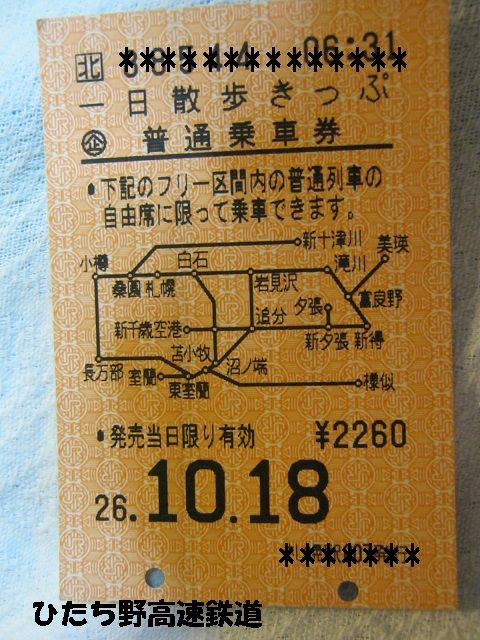 北 06:31
一日散歩きっぷ
企 普通乗車券
•下記のフリー区間内の普通列車の
自由席に限って乗車できます。
新十津川
美瑛
小樽
白石
滝川
桑園 札幌
岩見沢
富良野
夕張
追分
新千歳空港
新夕張 新得
苫小牧
沼ノ端
長万部
室蘭
東室蘭
様似
•発売当日限り有効
¥2260
26.10.18
ひたち野高速鉄道